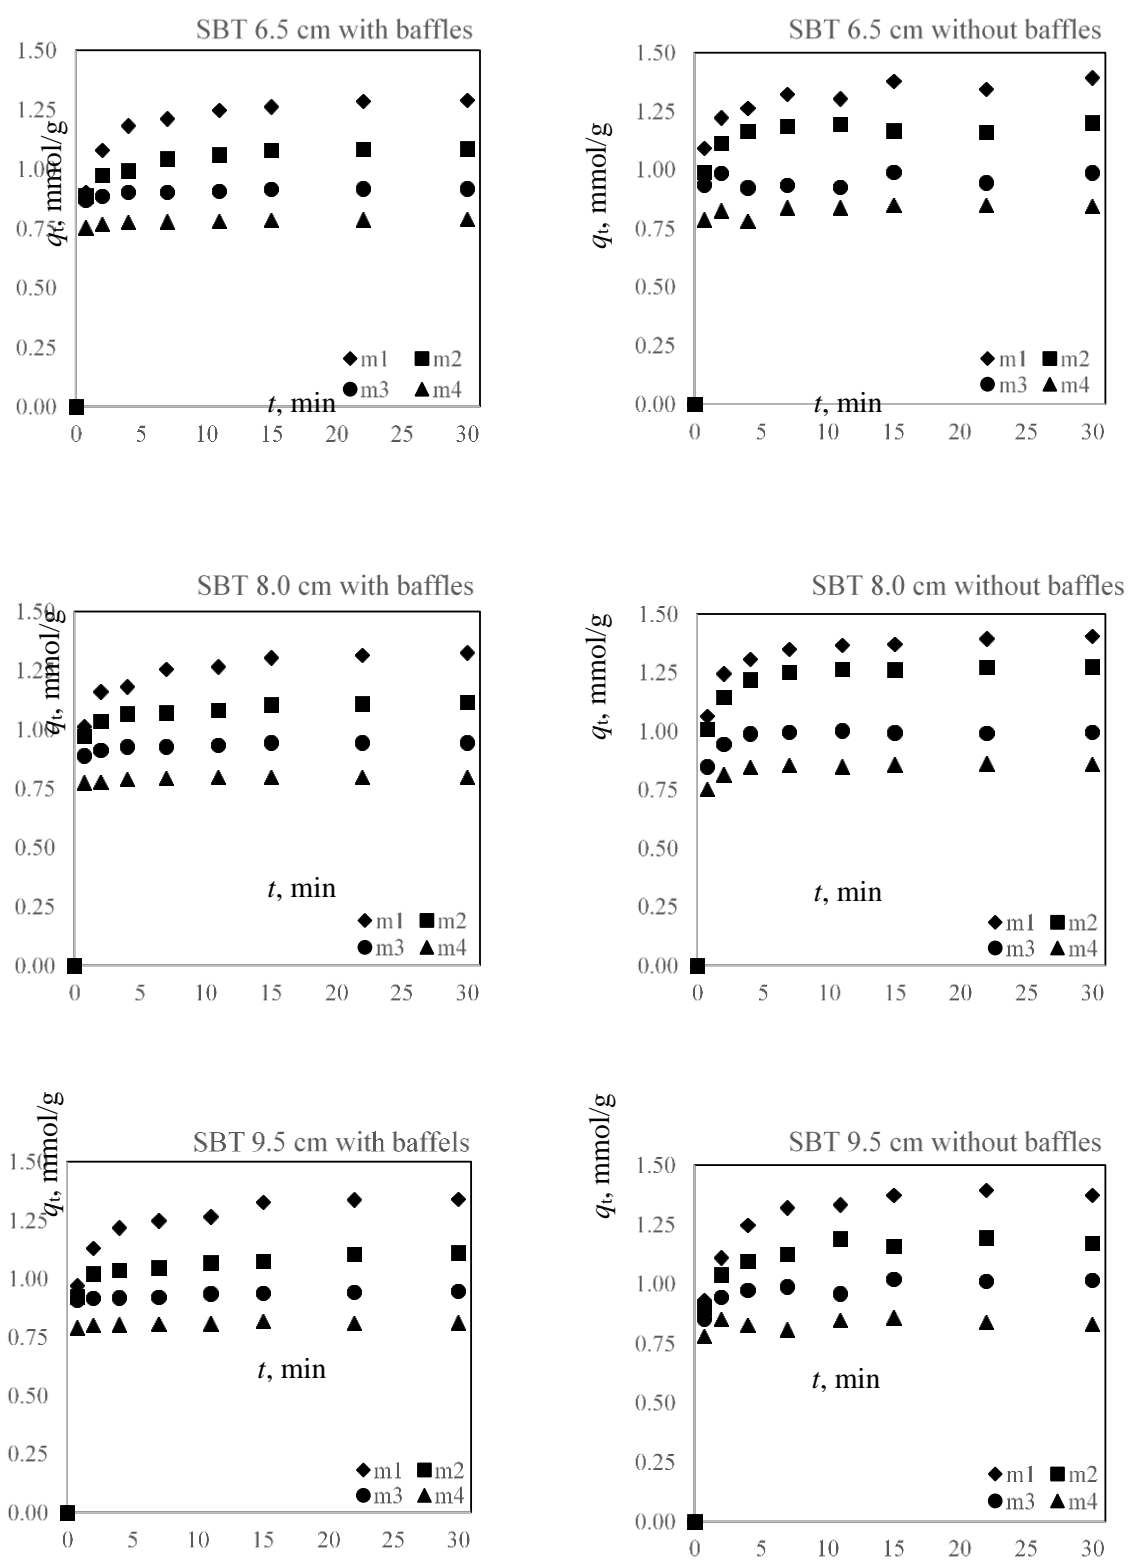 SBT 6.5 cm with baffles
1.50
1.25
1.00
0.75
0.50
0.25
0.00
qt, mmol/g
m1 m2
m3 m4
t, min
0 5 10 15 20 25 30
SBT 6.5 cm without baffles
1.50
1.25
1.00
0.75
0.50
0.25
0.00
qt, mmol/g
m1 m2
m3 m4
t, min
0 5 10 15 20 25 30
SBT 8.0 cm with baffles
1.50
1.25
1.00
0.75
0.50
0.25
0.00
qt, mmol/g
t, min
m1 m2
m3 m4
0 5 10 15 20 25 30
SBT 8.0 cm without baffles
1.50
1.25
1.00
0.75
0.50
0.25
0.00
qt, mmol/g
t, min
m1 m2
m3 m4
0 5 10 15 20 25 30
SBT 9.5 cm with baffels
1.50
1.25
1.00
0.75
0.50
0.25
0.00
qt, mmol/g
t, min
m1 m2
m3 m4
0 5 10 15 20 25 30
SBT 9.5 cm without baffles
1.50
1.25
1.00
0.75
0.50
0.25
0.00
qt, mmol/g
t, min
m1 m2
m3 m4
0 5 10 15 20 25 30